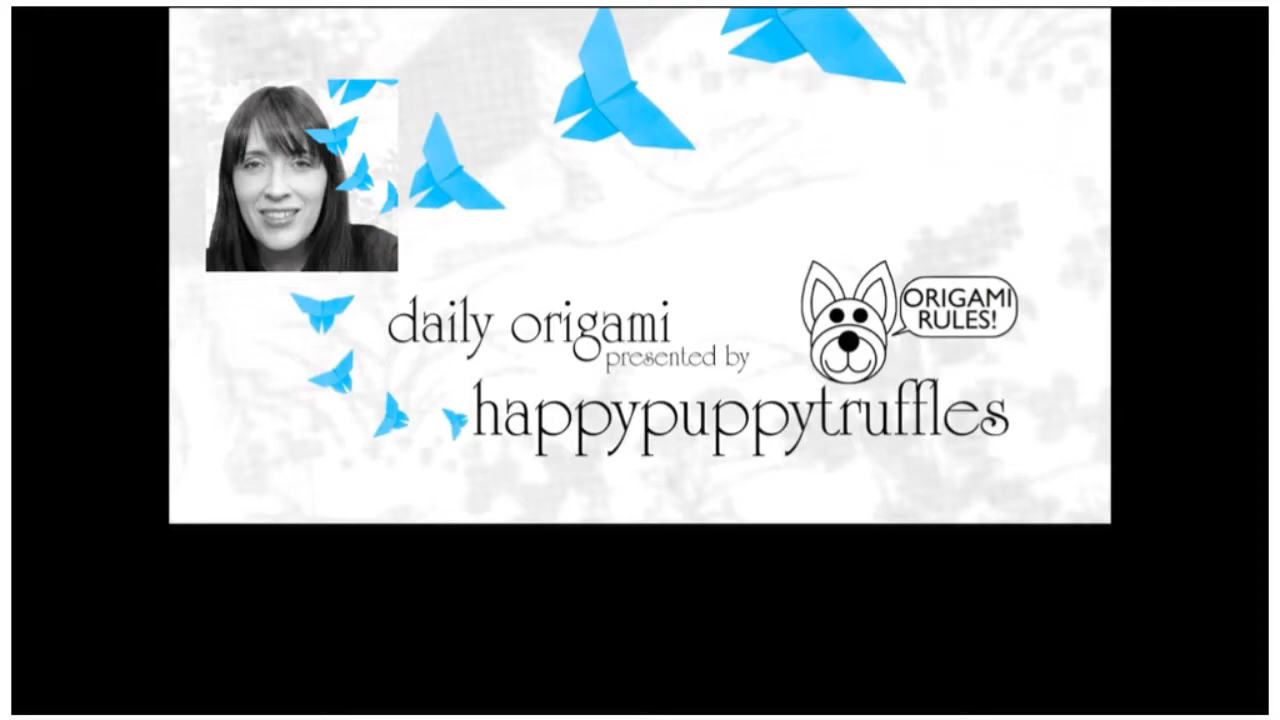 daily origami
presented by
ORIGAMI
RULES!
happypuppytruffles